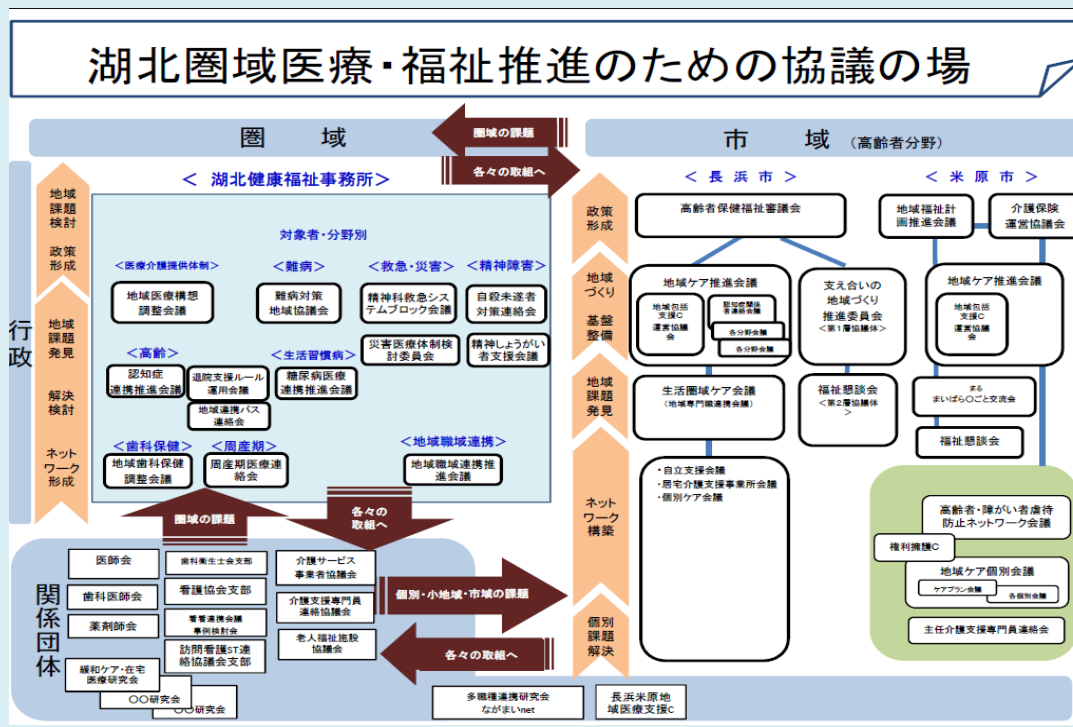 湖北圏域医療・福祉推進のための協議の場
圏　域
圏域の課題
各々の取組へ
市　域 （高齢者分野）
行政
地域
課題
検討
政策
形成
地域
課題
発見
解決
検討
ネット
ワーク
形成
＜ 湖北健康福祉事務所＞
対象者・分野別
＜医療介護提供体制＞
地域医療構想
調整会議
＜難病＞
難病対策
地域協議会
＜救急・災害＞
精神科救急シス
テムブロック会議
災害医療体制検
討委員会
＜精神障害＞
自殺未遂者
対策連絡会
精神しょうがい
者支援会議
＜高齢＞
認知症
連携推進会議
退院支援ルール
運用会議
地域連携パス
連絡会
＜生活習慣病＞
糖尿病医療
連携推進会議
＜歯科保健＞
地域歯科保健
調整会議
＜周産期＞
周産期医療連
絡会
＜地域職域連携＞
地域職域連携推
進会議
圏域の課題
各々の
取組へ
関係団体
医師会
歯科医師会
薬剤師会
緩和ケア・在宅
医療研究会
〇〇研究会
〇〇研究会
歯科衛生士会支部
看護協会支部
看看連携会議
事例検討会
訪問看護ST連
絡協議会支部
介護サービス
事業者協議会
介護支援専門員
連絡協議会
老人福祉施設
協議会
個別・小地域・市域の課題
各々の取組へ
多職種連携研究会
ながまいnet
長浜米原地
域医療支援C
政策
形成
地域
づくり
基盤
整備
地域
課題
発見
ネット
ワーク
構築
個別
課題
解決
＜長浜市＞
高齢者保健福祉審議会
地域ケア推進会議
地域包括
支援C
運営協議
会
認知症関係
者連絡会議
各分野会議
各分野会議
支え合いの
地域づくり
推進委員会
＜第1層協議体＞
生活圏域ケア会議
（地域専門職連携会議）
福祉懇談会
＜第2層協議体
＞
・自立支援会議
・居宅介護支援事業所会議
・個別ケア会議
＜米原市＞
地域福祉計
画推進会議
介護保険
運営協議会
地域ケア推進会議
地域包括
支援C
運営協議
会
まる
まいばら〇ごと交流会
福祉懇談会
高齢者・障がい者虐待
防止ネットワーク会議
権利擁護C
地域ケア個別会議
ケアプラン会議
各個別会議
主任介護支援専門員連絡会